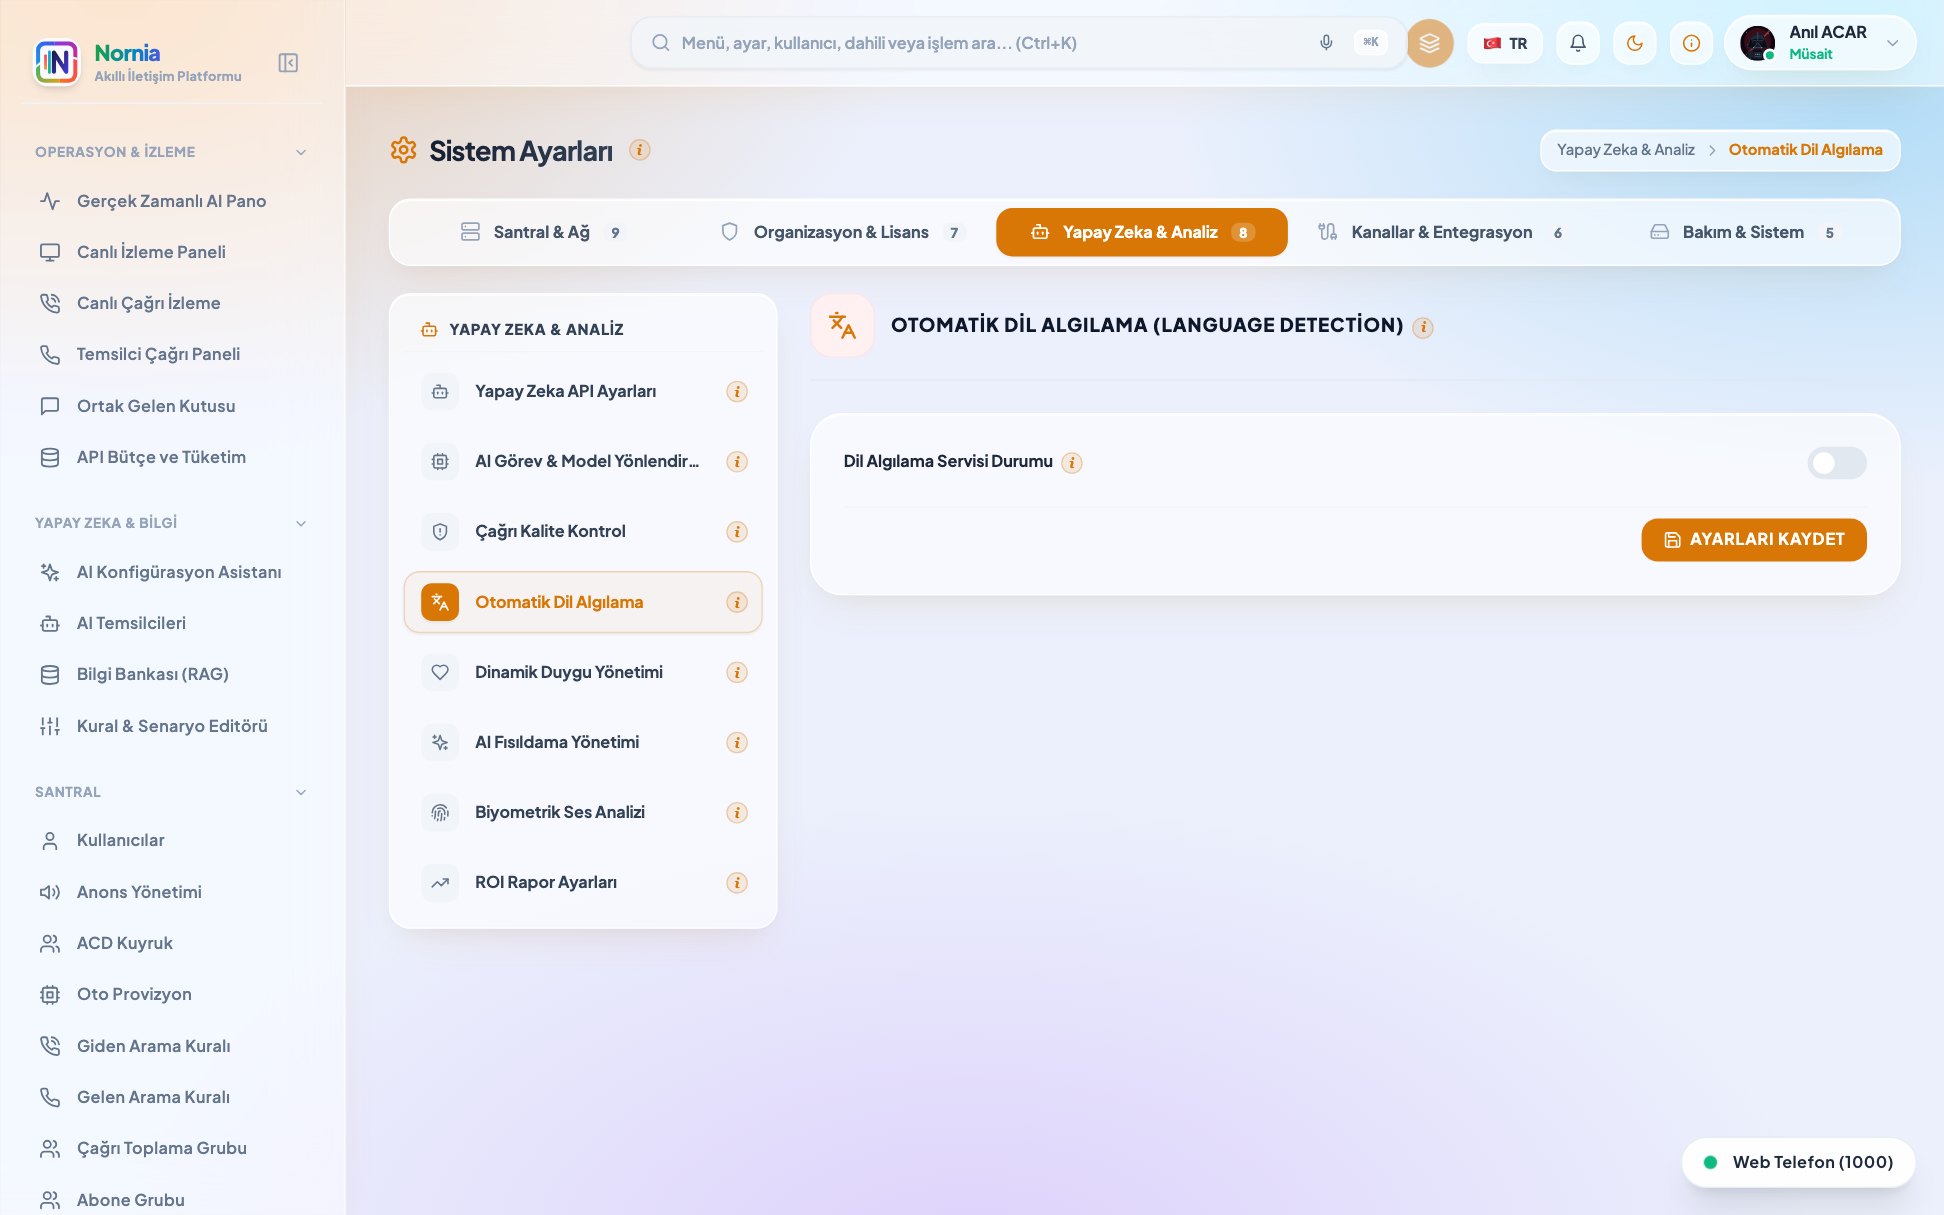 Nornia
Akıllı İletişim Platformu
Menü, ayar, kullanıcı, dahili veya işlem ara... (Ctrl+K)
⌘K
TR
Anıl ACAR
Müsait
OPERASYON & İZLEME
Gerçek Zamanlı AI Pano
Canlı İzleme Paneli
Canlı Çağrı İzleme
Temsilci Çağrı Paneli
Ortak Gelen Kutusu
API Bütçe ve Tüketim
YAPAY ZEKA & BİLGİ
AI Konfigürasyon Asistanı
AI Temsilcileri
Bilgi Bankası (RAG)
Kural & Senaryo Editörü
SANTRAL
Kullanıcılar
Anons Yönetimi
ACD Kuyruk
Oto Provizyon
Giden Arama Kuralı
Gelen Arama Kuralı
Çağrı Toplama Grubu
Abone Grubu
Sistem Ayarları
Yapay Zeka & Analiz > Otomatik Dil Algılama
Santral & Ağ 9
Organizasyon & Lisans 7
Yapay Zeka & Analiz 8
Kanallar & Entegrasyon 6
Bakım & Sistem 5
YAPAY ZEKA & ANALİZ
Yapay Zeka API Ayarları
AI Görev & Model Yönlendir...
Çağrı Kalite Kontrol
Otomatik Dil Algılama
Dinamik Duygu Yönetimi
AI Fısıldama Yönetimi
Biyometrik Ses Analizi
ROI Rapor Ayarları
OTOMATİK DİL ALGILAMA (LANGUAGE DETECTİON)
Dil Algılama Servisi Durumu
AYARLARI KAYDET
Web Telefon (1000)